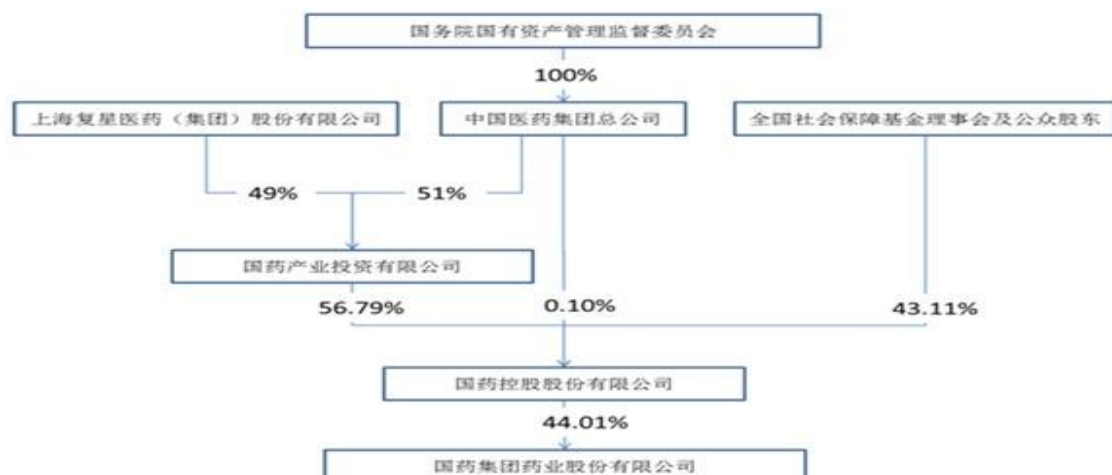 国务院国有资产管理监督委员会
100%
上海复星医药（集团）股份有限公司
中国医药集团总公司
全国社会保障基金理事会及公众股东
49%
51%
国药产业投资有限公司
56.79%
0.10%
43.11%
国药控股股份有限公司
44.01%
国药集团药业股份有限公司